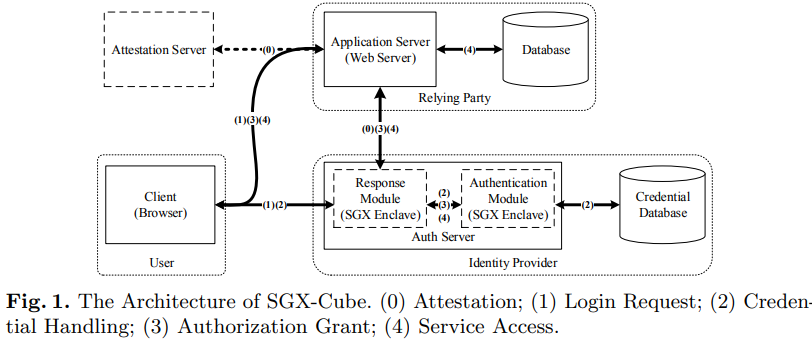 Attestation Server
(0)
Application Server
(Web Server)
(4)
Database
Relying Party
(1)(3)(4)
(0)(3)(4)
Client
(Browser)
User
(1)(2)
Response
Module
(SGX Enclave)
(2)
(3)
(4)
Authentication
Module
(SGX Enclave)
Auth Server
(2)
Credential
Database
Identity Provider
Fig. 1. The Architecture of SGX-Cube. (0) Attestation; (1) Login Request; (2) Creden-
tial Handling; (3) Authorization Grant; (4) Service Access.